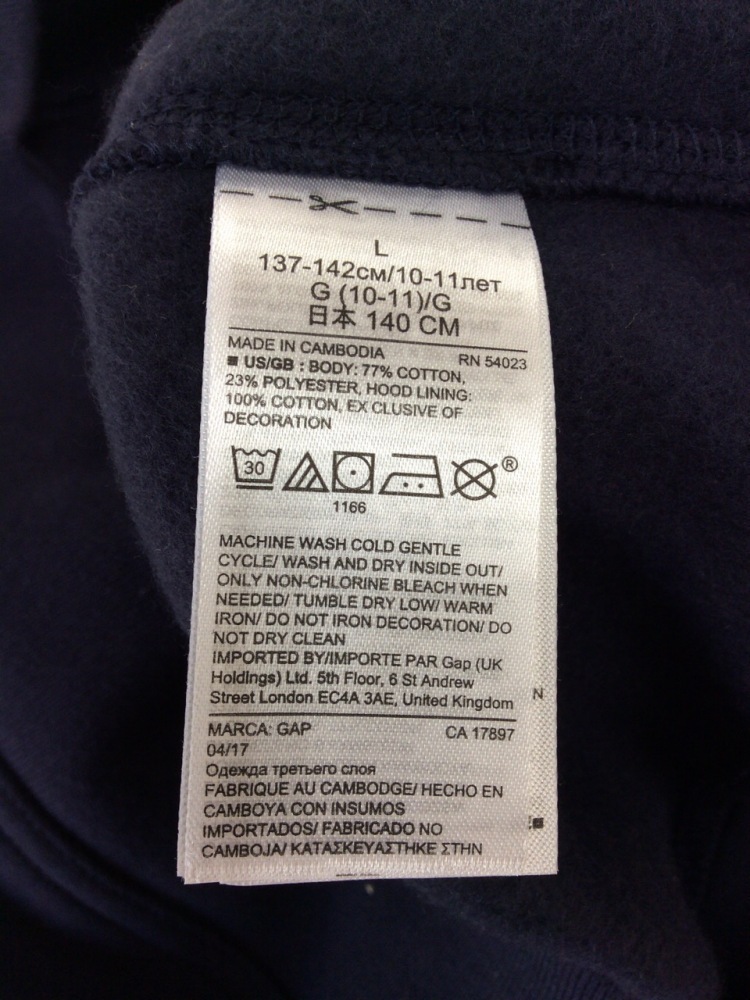 L
137-142см/10-11лет
G (10-11)/G
日本 140 CM
MADE IN CAMBODIA RN 54023
■ US/GB : BODY: 77% COTTON,
23% POLYESTER, HOOD LINING:
100% COTTON, EX CLUSIVE OF
DECORATION
30
®
1166
MACHINE WASH COLD GENTLE
CYCLE/ WASH AND DRY INSIDE OUT/
ONLY NON-CHLORINE BLEACH WHEN
NEEDED/ TUMBLE DRY LOW/ WARM
IRON/ DO NOT IRON DECORATION/ DO
NOT DRY CLEAN
IMPORTED BY/IMPORTE PAR Gap (UK
Holdings) Ltd. 5th Floor, 6 St Andrew
Street London EC4A 3AE, United Kingdom
N
MARCA: GAP CA 17897
04/17
Одежда третьего слоя
FABRIQUE AU CAMBODGE/ HECHO EN
CAMBOYA CON INSUMOS
IMPORTADOS/ FABRICADO NO
CAMBOJA/ ΚΑΤΑΣΚΕΥΑΣΤΗΚΕ ΣΤΗΝ